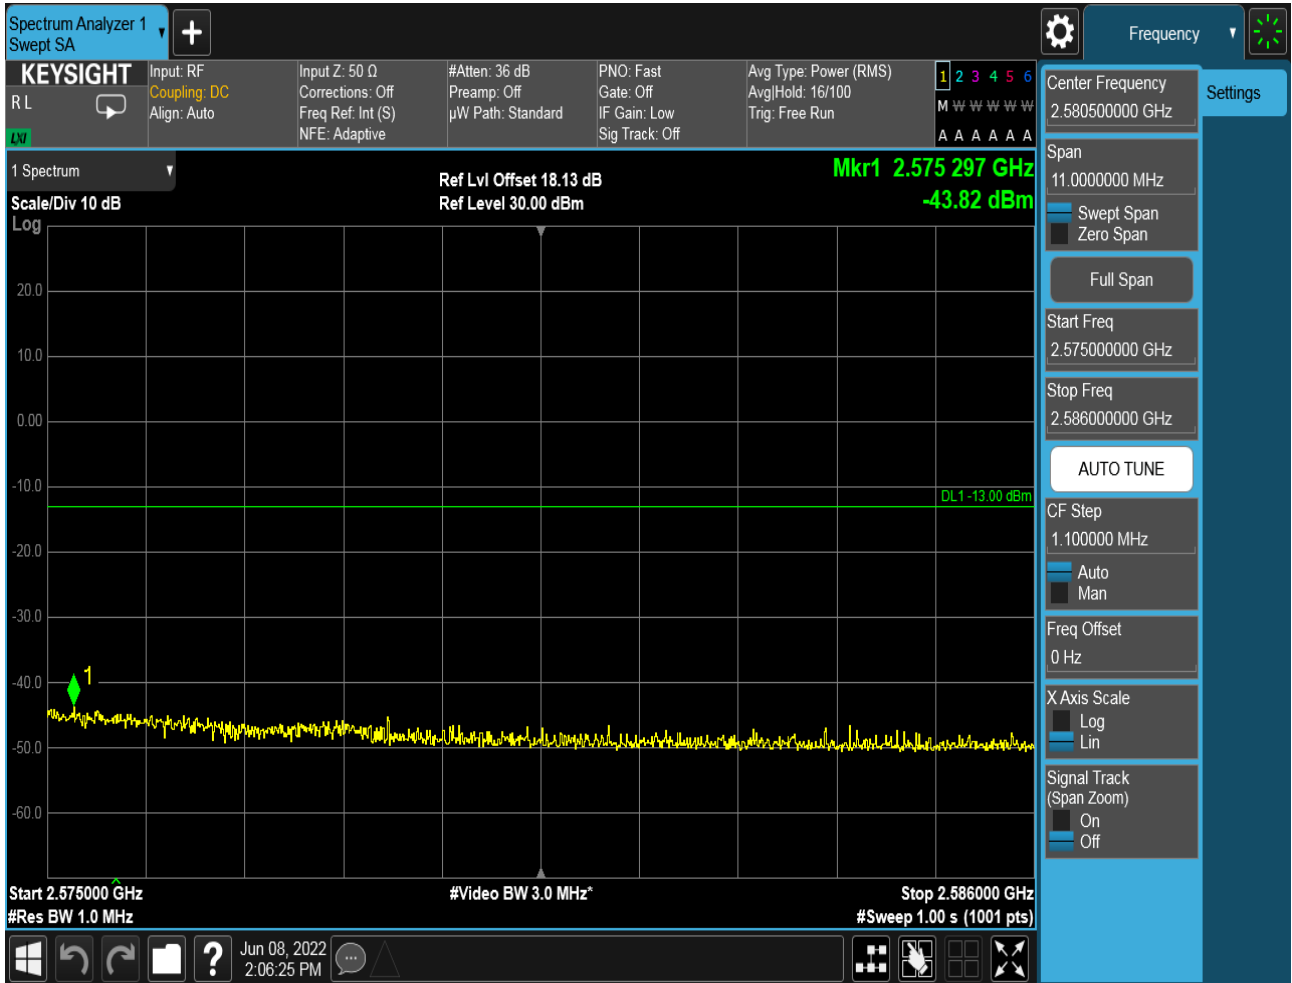 Spectrum Analyzer 1
Swept SA
Frequency
KEYSIGHT
R L
LXI
Input: RF
Coupling: DC
Align: Auto
Input Z: 50 Ω
Corrections: Off
Freq Ref: Int (S)
NFE: Adaptive
#Atten: 36 dB
Preamp: Off
µW Path: Standard
PNO: Fast
Gate: Off
IF Gain: Low
Sig Track: Off
Avg Type: Power (RMS)
Avg|Hold: 16/100
Trig: Free Run
1 2 3 4 5 6
M W W W W W
A A A A A A
1 Spectrum
Scale/Div 10 dB
Log
Ref Lvl Offset 18.13 dB
Ref Level 30.00 dBm
Mkr1 2.575 297 GHz
-43.82 dBm
20.0
10.0
0.00
-10.0
DL1 -13.00 dBm
-20.0
-30.0
-40.0
1
-50.0
-60.0
Start 2.575000 GHz
#Res BW 1.0 MHz
#Video BW 3.0 MHz*
Stop 2.586000 GHz
#Sweep 1.00 s (1001 pts)
Jun 08, 2022
2:06:25 PM
Center Frequency
2.580500000 GHz
Settings
Span
11.0000000 MHz
Swept Span
Zero Span
Full Span
Start Freq
2.575000000 GHz
Stop Freq
2.586000000 GHz
AUTO TUNE
CF Step
1.100000 MHz
Auto
Man
Freq Offset
0 Hz
X Axis Scale
Log
Lin
Signal Track
(Span Zoom)
On
Off